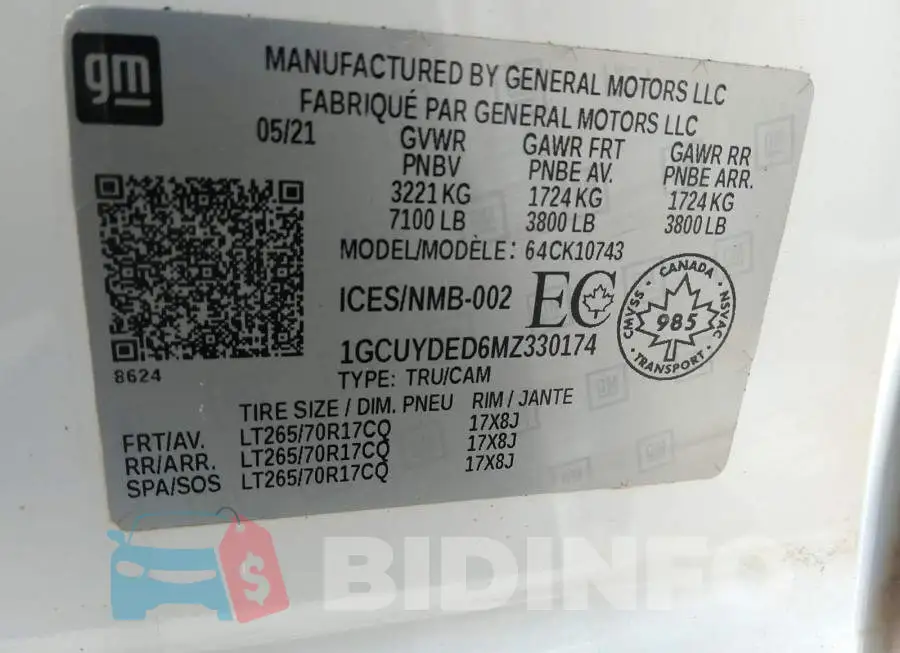 gm
MANUFACTURED BY GENERAL MOTORS LLC
FABRIQUÉ PAR GENERAL MOTORS LLC
05/21
GVWR
PNBV
3221 KG
7100 LB
GAWR FRT
PNBE AV.
1724 KG
3800 LB
GAWR RR
PNBE ARR.
1724 KG
3800 LB
MODEL/MODÈLE: 64CK10743
ICES/NMB-002 EC
CANADA
CMVSS
NSVAC
985
TRANSPORT
1GCUYDED6MZ330174
8624
TYPE: TRU/CAM
TIRE SIZE / DIM. PNEU RIM / JANTE
FRT/AV. LT265/70R17CQ 17X8J
RR/ARR. LT265/70R17CQ 17X8J
SPA/SOS LT265/70R17CQ 17X8J
$ BIDINFO